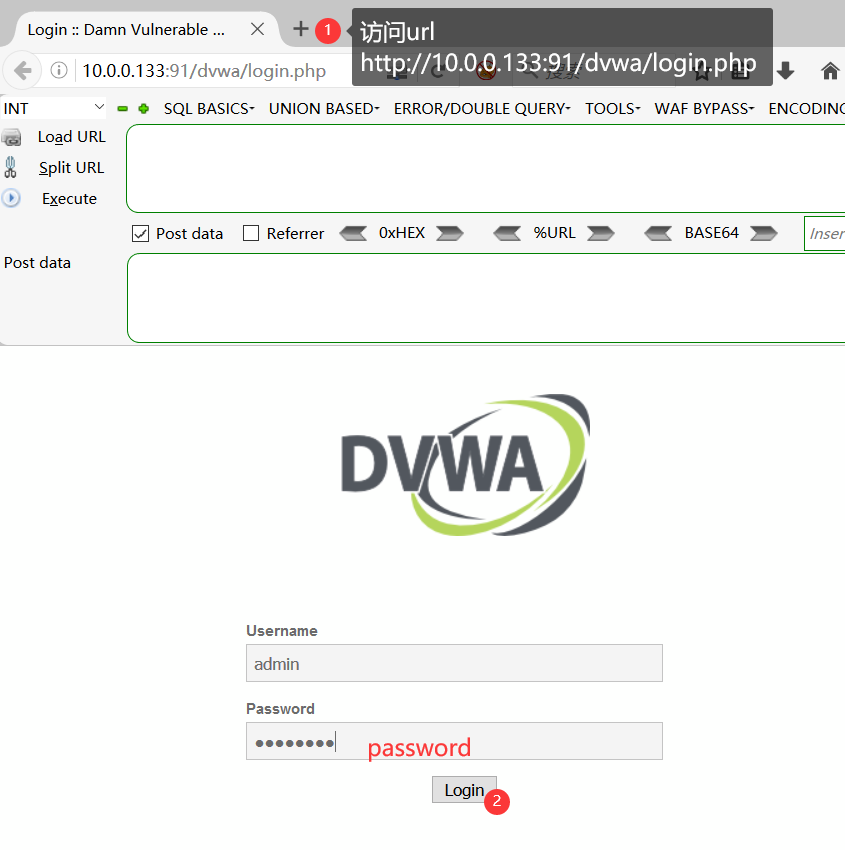 Login :: Damn Vulnerable ...
1
访问url
http://10.0.0.133:91/dvwa/login.php
10.0.0.133:91/dvwa/login.php
搜索
INT
SQL BASICS
UNION BASED
ERROR/DOUBLE QUERY
TOOLS
WAF BYPASS
ENCODING
Load URL
Split URL
Execute
Post data
Referrer
0xHEX
%URL
BASE64
Inser
Post data
DVWA
Username
admin
Password
password
Login
2